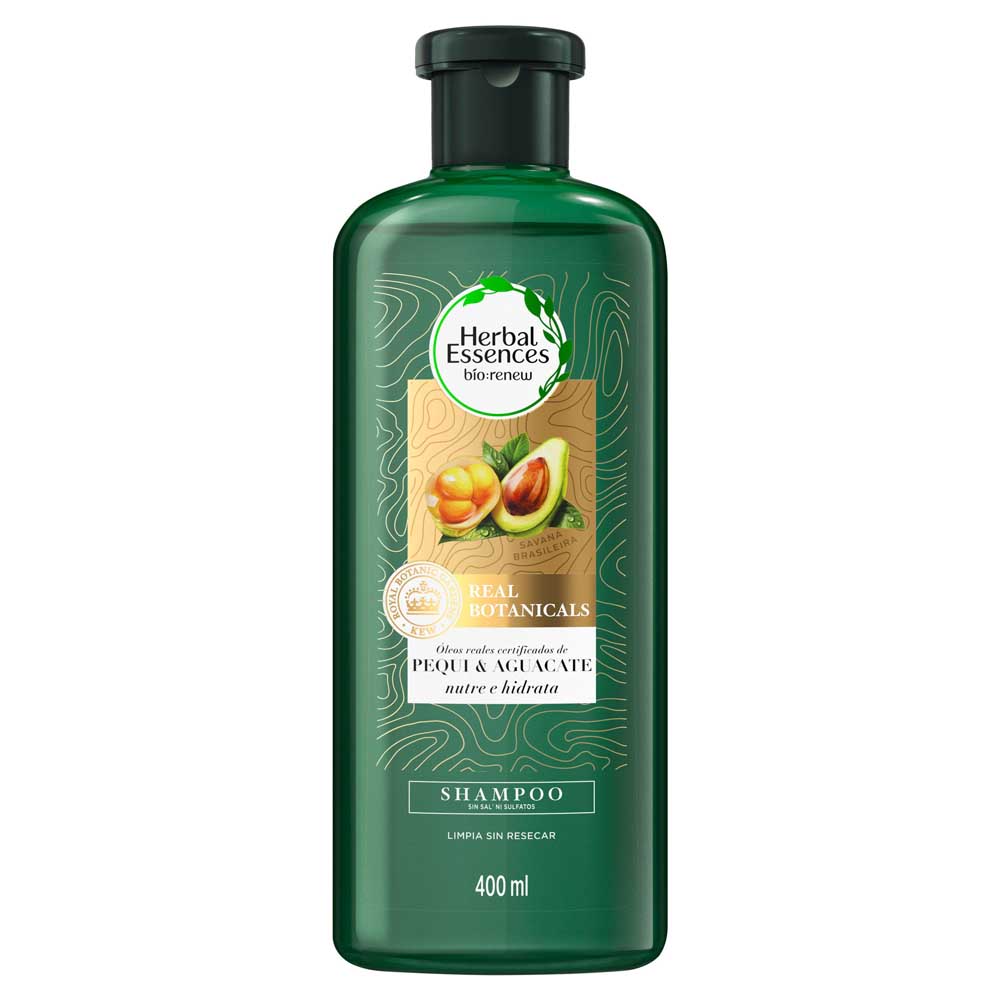 Herbal
Essences
bío:renew
SAVANA
BRASILEIRA
ROYAL BOTANIC GARDENS
KEW
REAL
BOTANICALS
Óleos reales certificados de
PEQUI & AGUACATE
nutre e hidrata
SHAMPOO
SIN SAL* NI SULFATOS
LIMPIA SIN RESECAR
400 ml